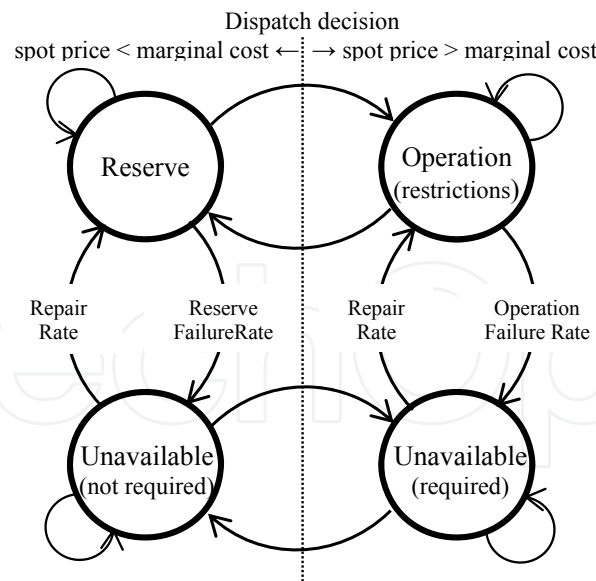 Dispatch decision
spot price < marginal cost ← → spot price > marginal cost
Reserve
Operation
(restrictions)
Repair
Rate
Reserve
FailureRate
Repair
Rate
Operation
Failure Rate
Unavailable
(not required)
Unavailable
(required)